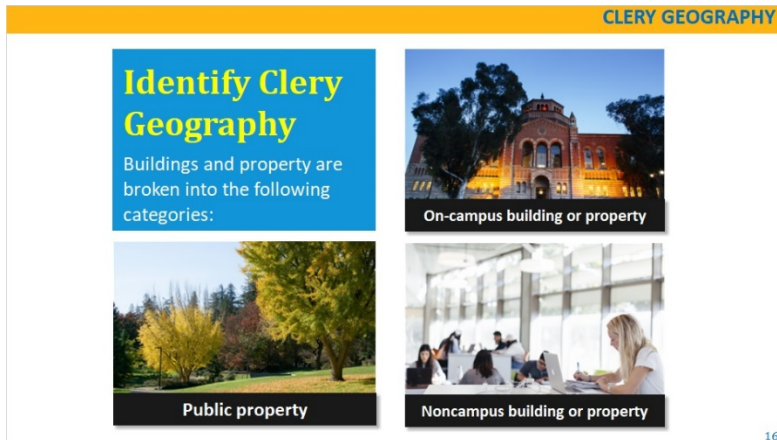 CLERY GEOGRAPHY
Identify Clery
Geography
Buildings and property are
broken into the following
categories:
On-campus building or property
Public property
Noncampus building or property
16